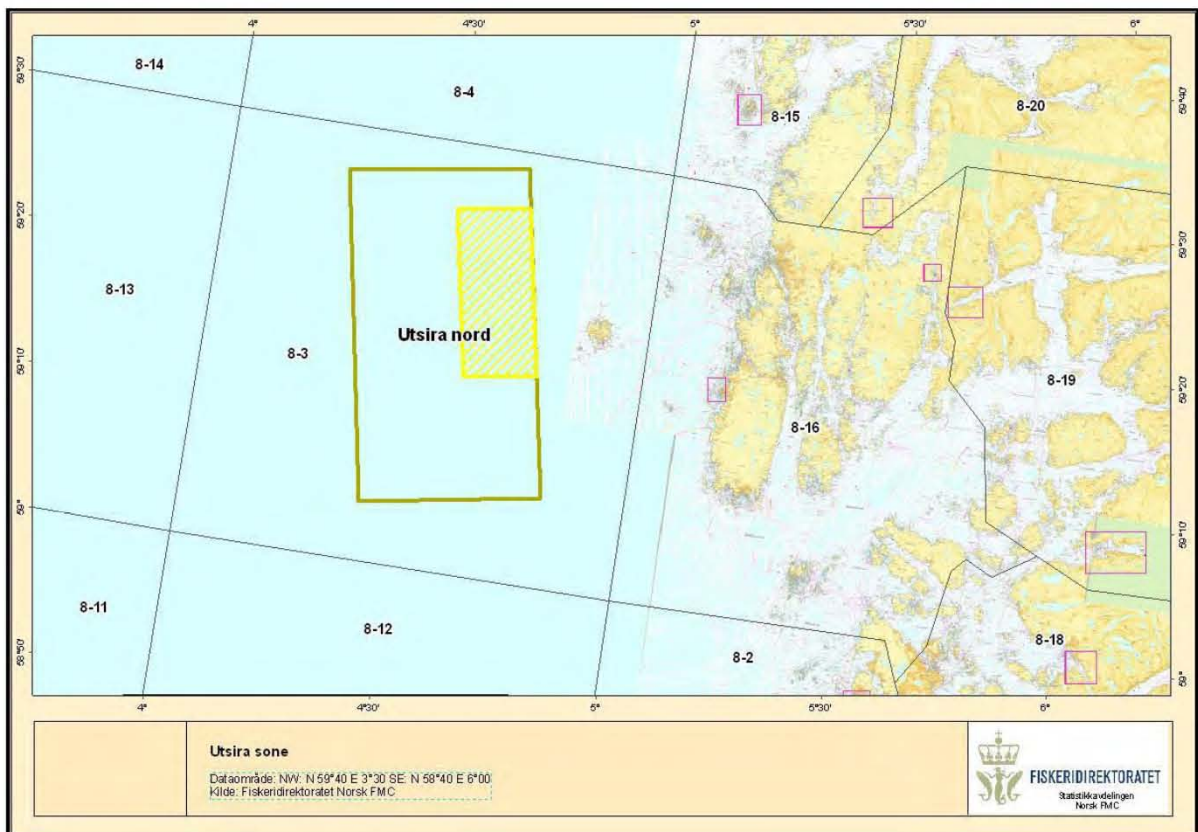 4° 4°30' 5° 5°30' 6°
59°30'
59°20'
59°10'
59°
58°50'
59°40'
59°30'
59°20'
59°10'
59°
8-14
8-4
8-15
8-20
8-13
8-3
Utsira nord
8-19
8-16
8-11
8-12
8-2
8-18
4° 4°30' 5° 5°30' 6°
Utsira sone
Dataområde: NW: N 59°40 E 3°30 SE: N 58°40 E 6°00
Kilde: Fiskeridirektoratet Norsk FMC
FISKERIDIREKTORATET
Statistikkavdelingen
Norsk FMC